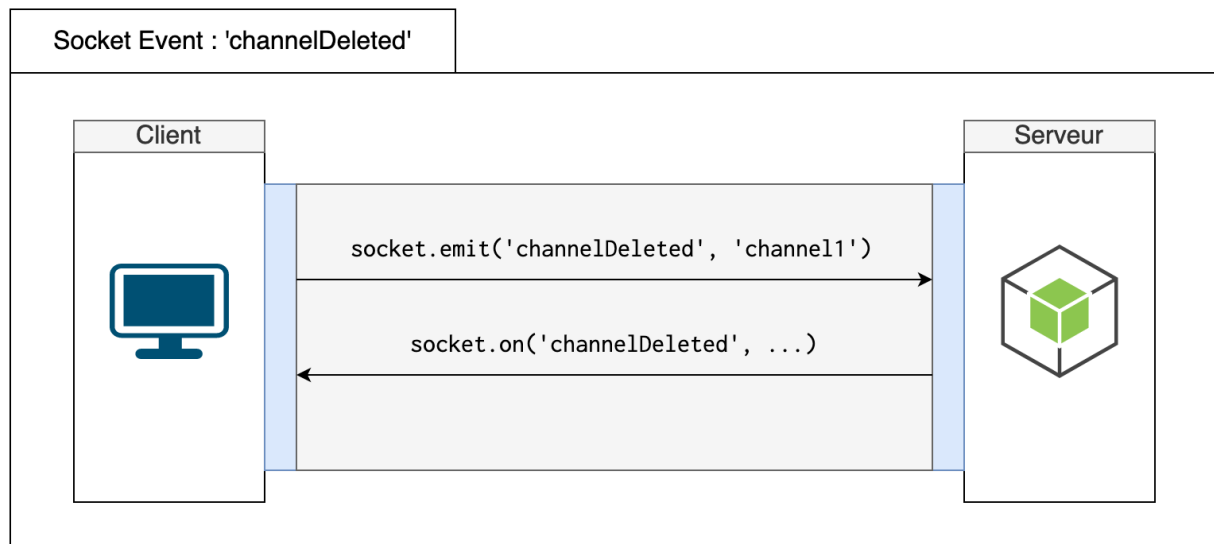 Socket Event : 'channelDeleted'
Client
Serveur
socket.emit('channelDeleted', 'channel1')
socket.on('channelDeleted', ...)